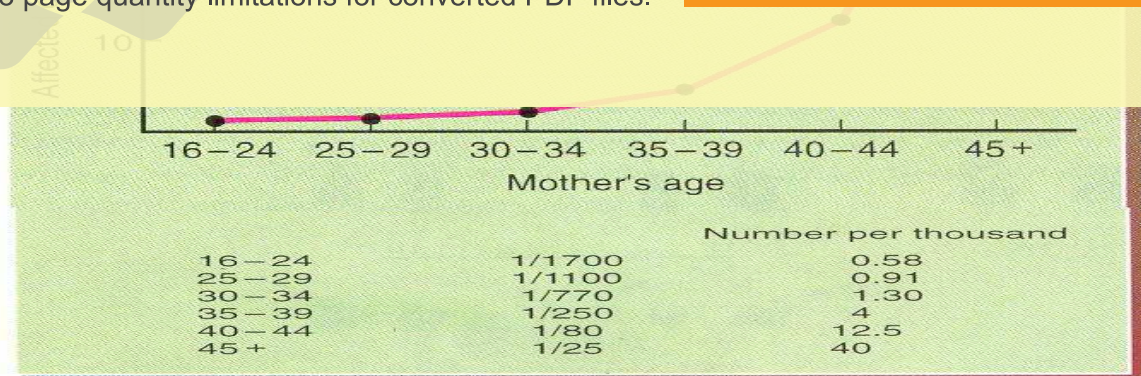 o page quantity limitations for converted PDF files.
10
Affected
16–24 25–29 30–34 35–39 40–44 45+
Mother's age
Number per thousand
16–24 1/1700 0.58
25–29 1/1100 0.91
30–34 1/770 1.30
35–39 1/250 4
40–44 1/80 12.5
45+ 1/25 40